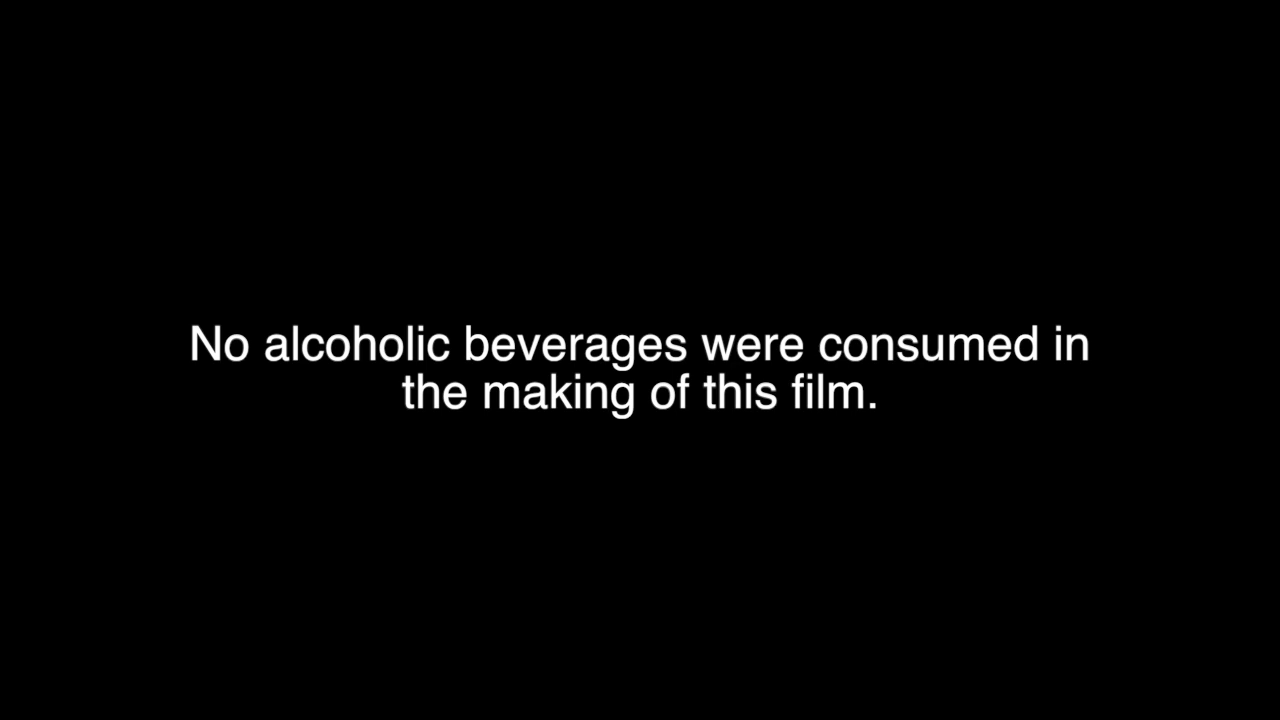 No alcoholic beverages were consumed in
the making of this film.